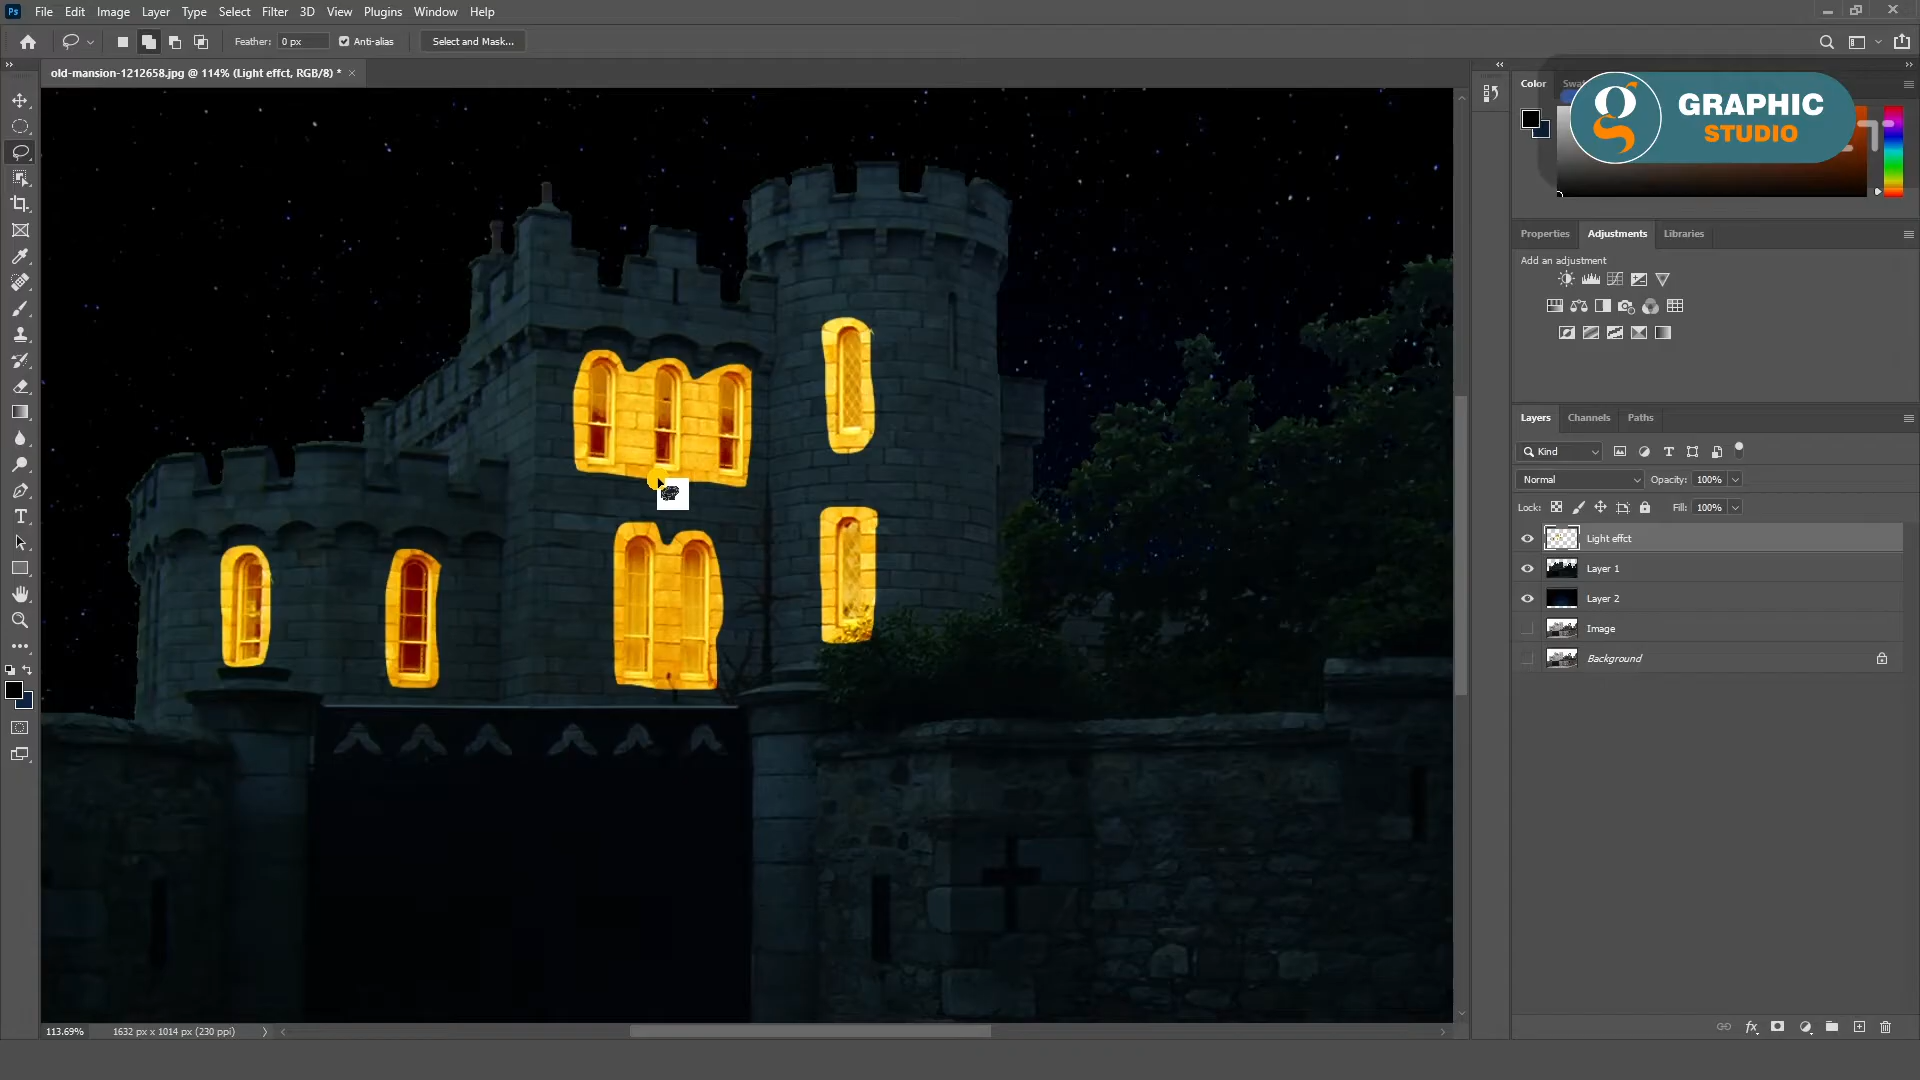 Ps File Edit Image Layer Type Select Filter 3D View Plugins Window Help
Feather: 0 px Anti-alias Select and Mask...
old-mansion-1212658.jpg @ 114% (Light effct, RGB/8) * ×
Color
GRAPHIC
STUDIO
Properties Adjustments Libraries
Add an adjustment
Layers Channels Paths
Kind
Normal Opacity: 100%
Lock: Fill: 100%
Light effct
Layer 1
Layer 2
Image
Background
113.69% 1632 px x 1014 px (230 ppi)